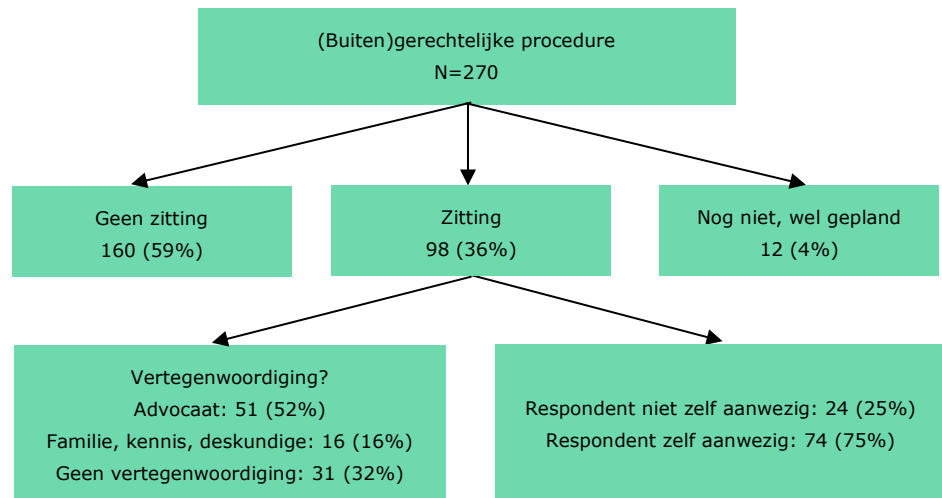 (Buiten)gerechtelijke procedure
N=270
Geen zitting
160 (59%)
Zitting
98 (36%)
Nog niet, wel gepland
12 (4%)
Vertegenwoordiging?
Advocaat: 51 (52%)
Familie, kennis, deskundige: 16 (16%)
Geen vertegenwoordiging: 31 (32%)
Respondent niet zelf aanwezig: 24 (25%)
Respondent zelf aanwezig: 74 (75%)